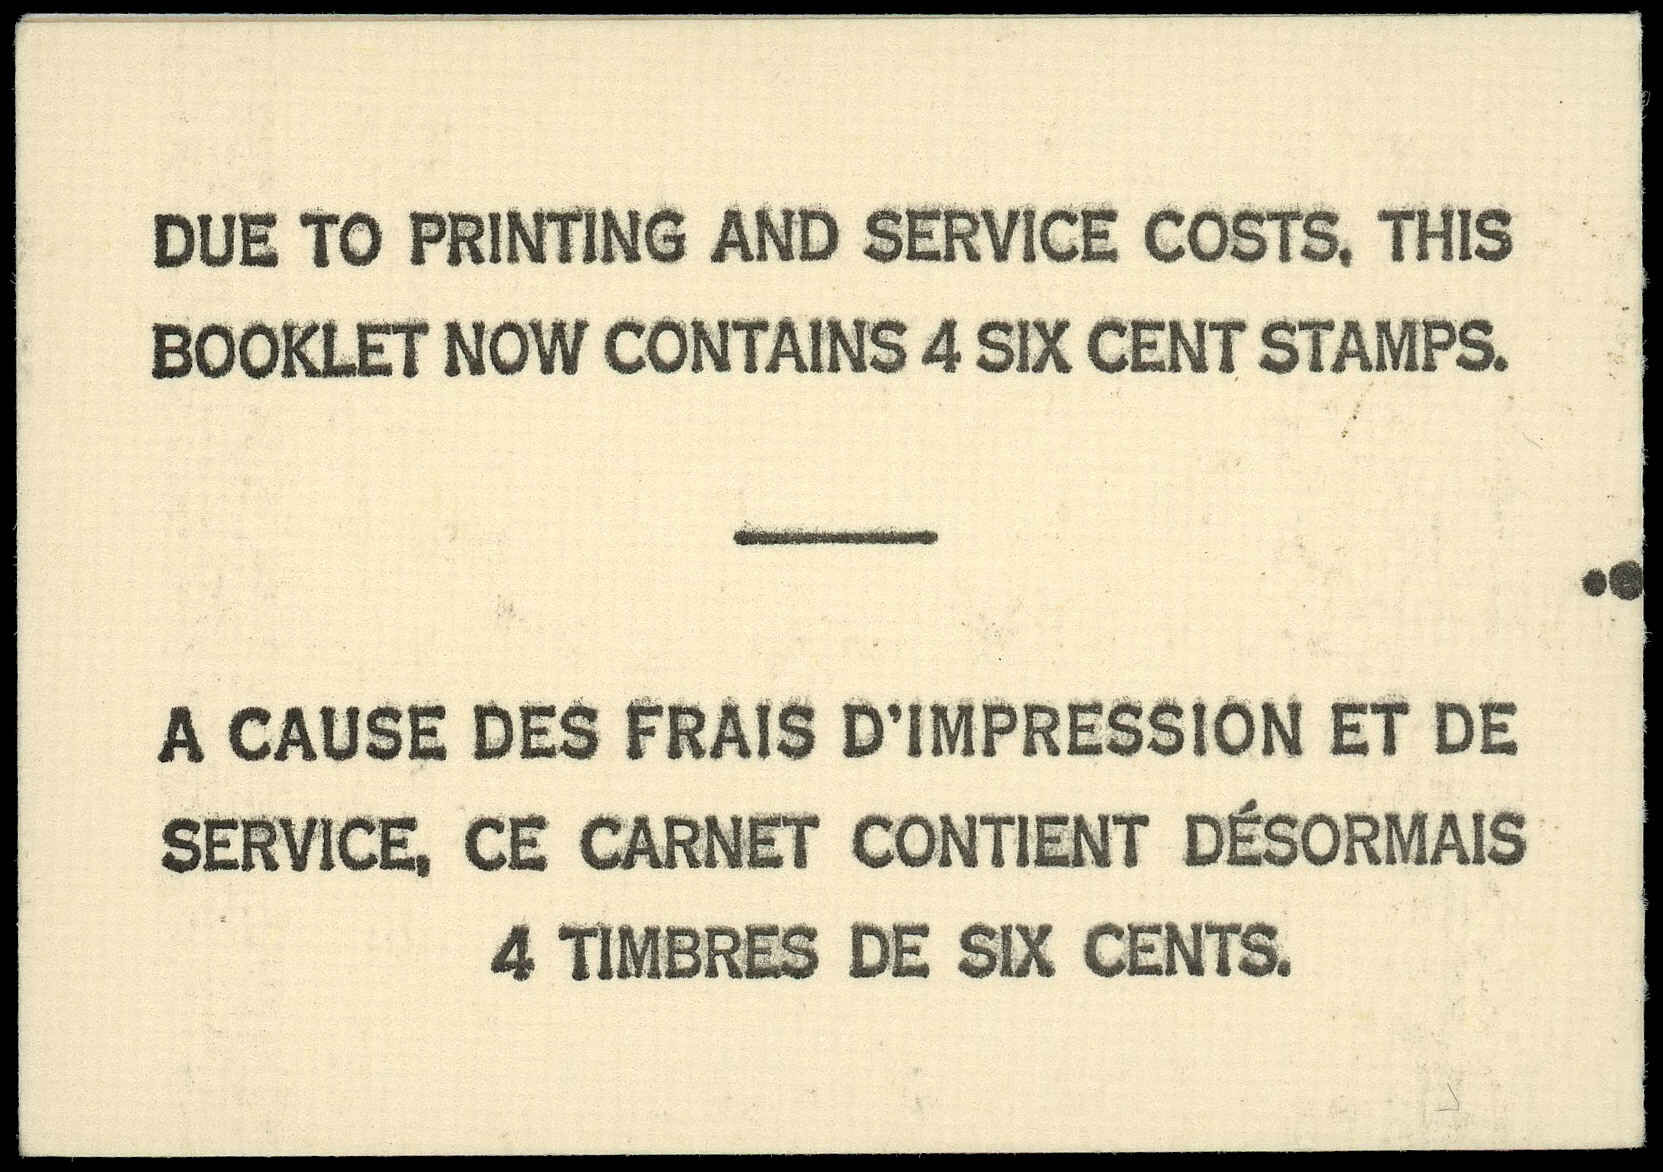 DUE TO PRINTING AND SERVICE COSTS, THIS
BOOKLET NOW CONTAINS 4 SIX CENT STAMPS.
A CAUSE DES FRAIS D'IMPRESSION ET DE
SERVICE, CE CARNET CONTIENT DÉSORMAIS
4 TIMBRES DE SIX CENTS.